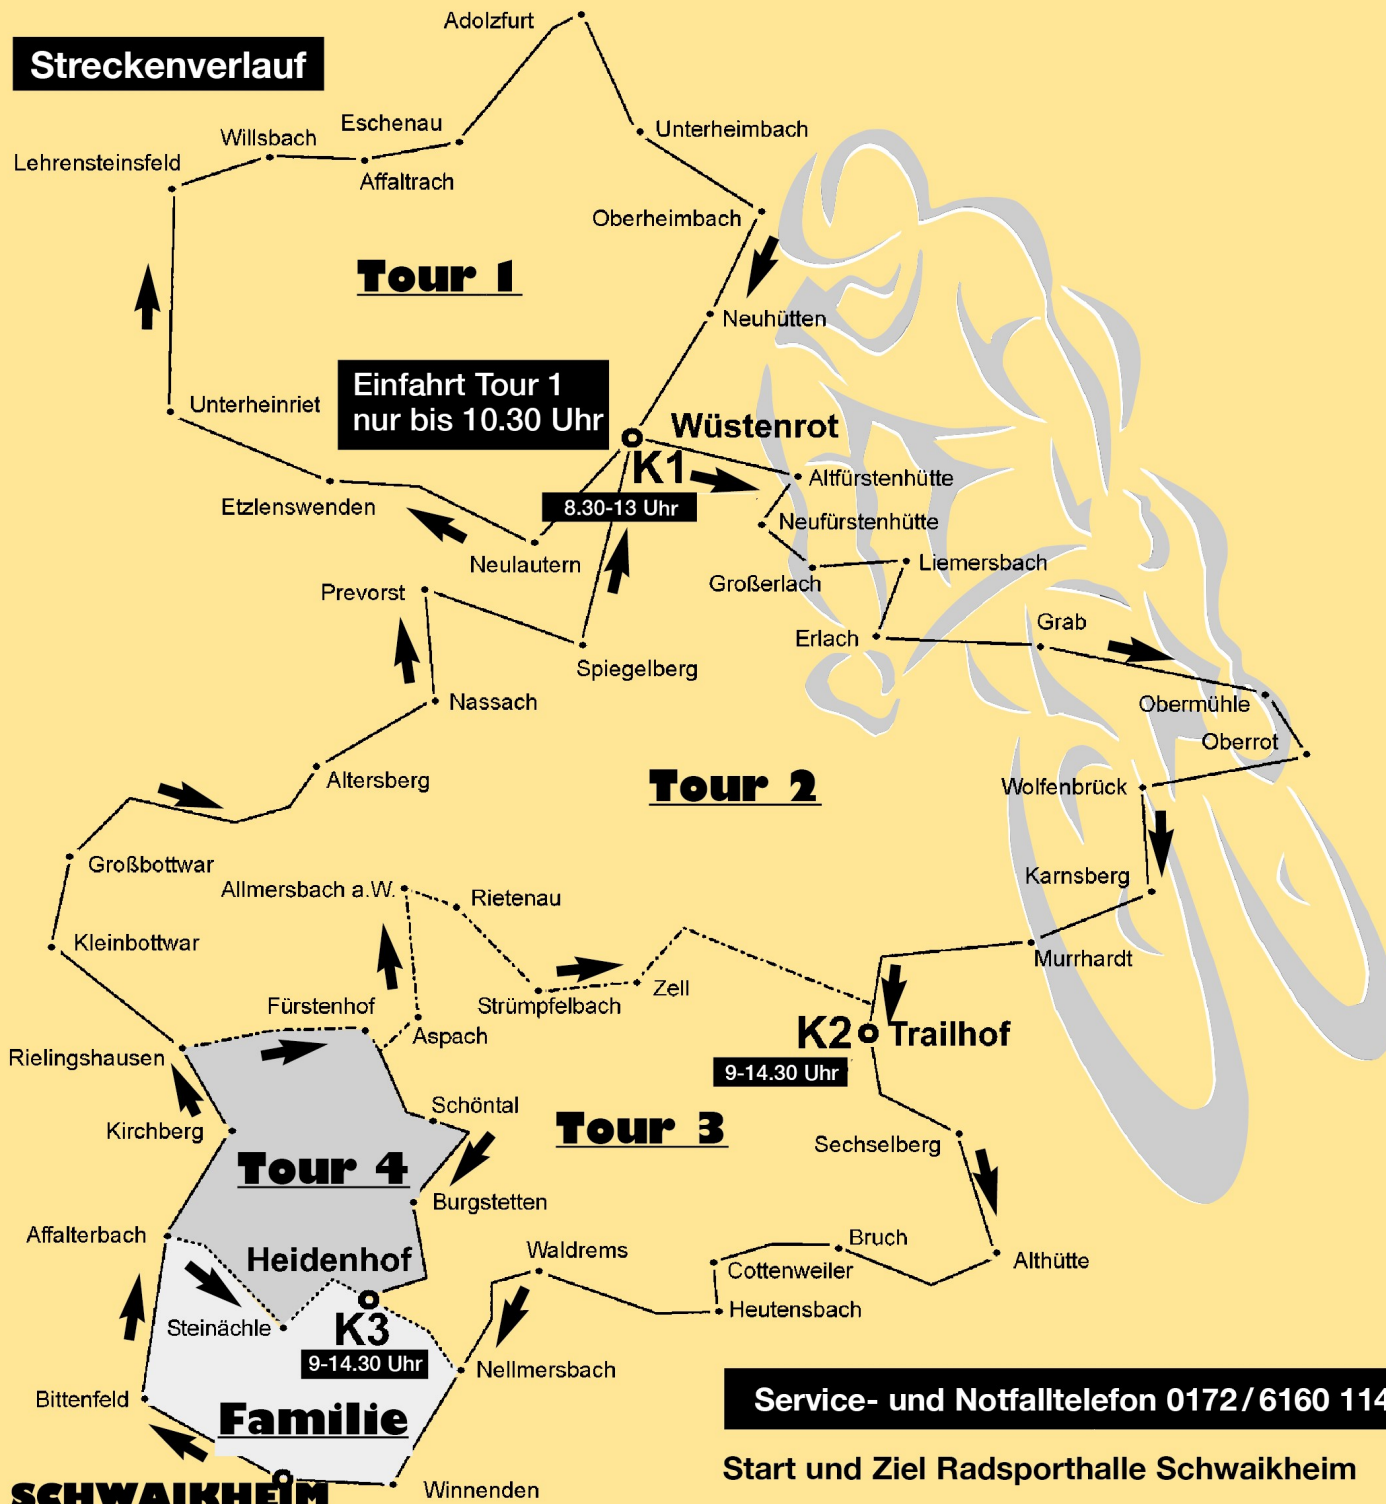 Adolzfurt
Streckenverlauf
Eschenau
Unterheimbach
Willsbach
Lehrensteinsfeld
Affaltrach
Oberheimbach
Tour 1
Neuhütten
Einfahrt Tour 1
nur bis 10.30 Uhr
Unterheinriet
Wüstenrot
K1
Altfürstenhütte
Etzlenswenden
8.30-13 Uhr
Neufürstenhütte
Neulautern
Liemersbach
Großerlach
Prevorst
Grab
Erlach
Spiegelberg
Nassach
Obermühle
Oberrot
Altersberg
Tour 2
Wolfenbrück
Großbottwar
Karnsberg
Allmersbach a.W.
Rietenau
Kleinbottwar
Murrhardt
Zell
Fürstenhof
Strümpfelbach
Aspach
K2 Trailhof
Rielingshausen
9-14.30 Uhr
Schöntal
Kirchberg
Tour 3
Sechselberg
Tour 4
Burgstetten
Affalterbach
Bruch
Waldrems
Heidenhof
Althütte
Cottenweiler
Heutensbach
Steinächle
K3
9-14.30 Uhr
Nellmersbach
Bittenfeld
Service- und Notfalltelefon 0172/6160 114
Familie
Start und Ziel Radsporthalle Schwaikheim
Winnenden
SCHWAIKHEIM